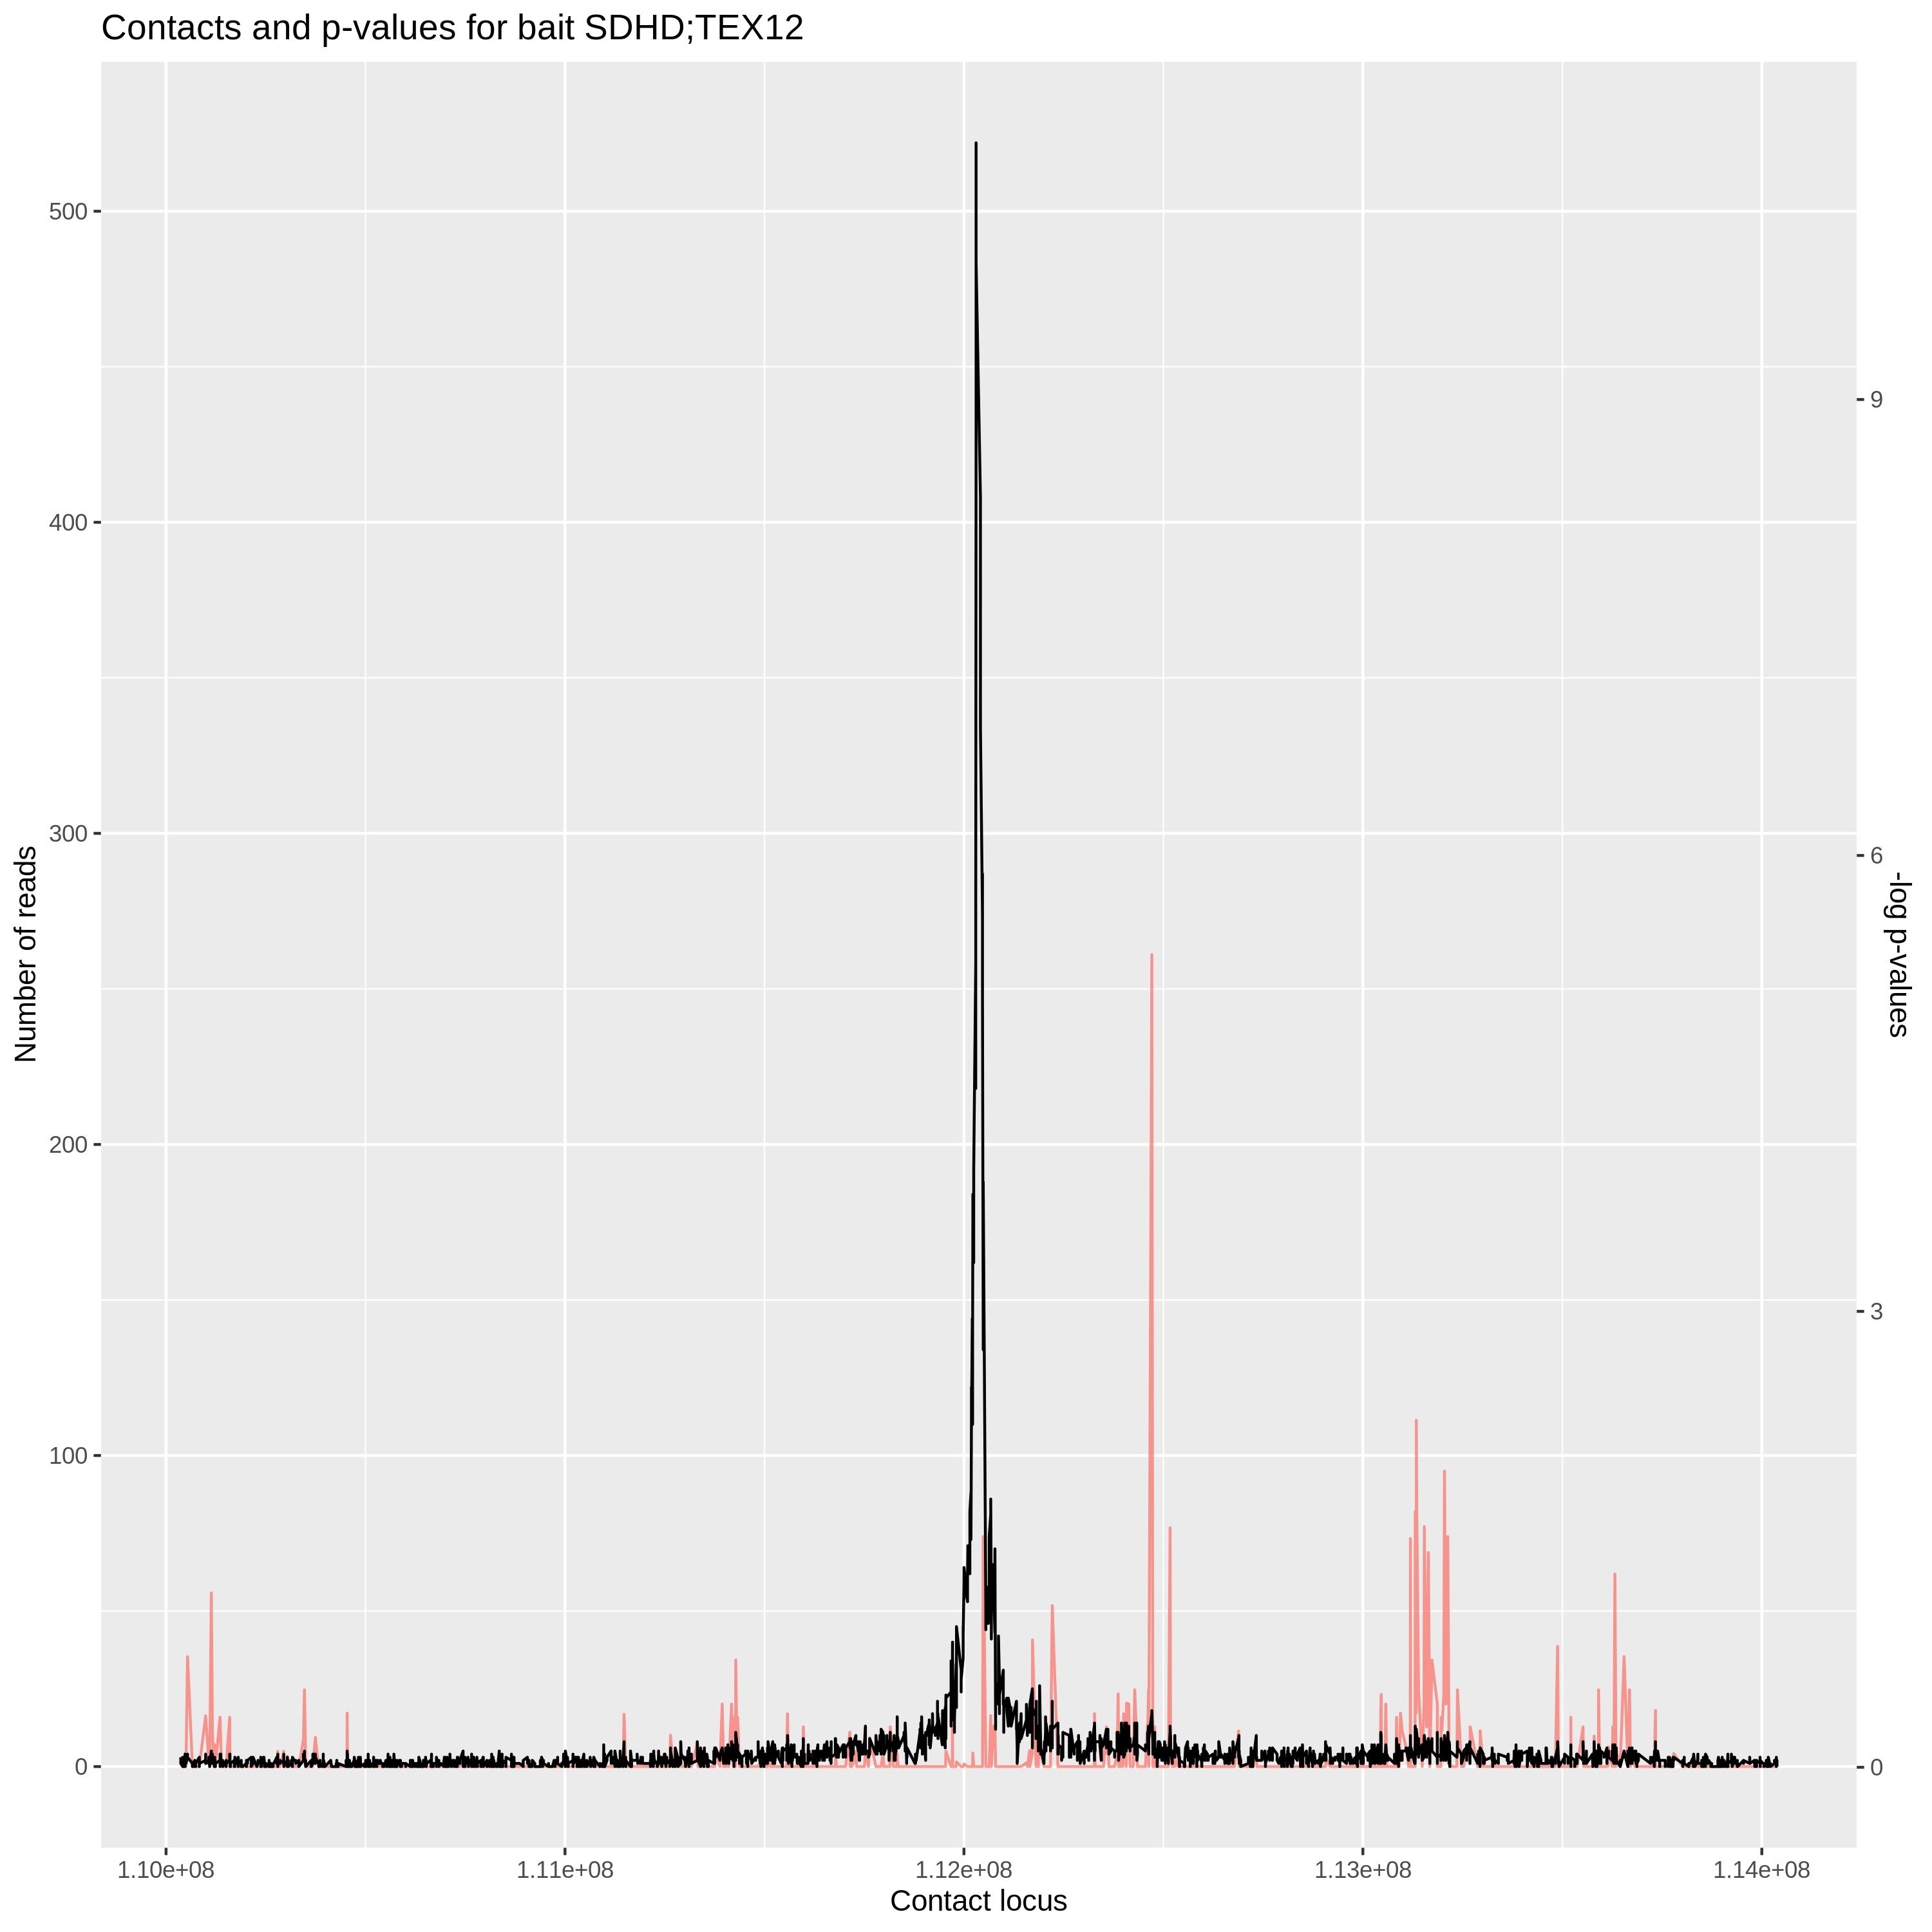 Contacts and p-values for bait SDHD;TEX12
Number of reads
500
400
300
200
100
0
9
6
3
0
-log p-values
1.10e+08
1.11e+08
1.12e+08
1.13e+08
1.14e+08
Contact locus